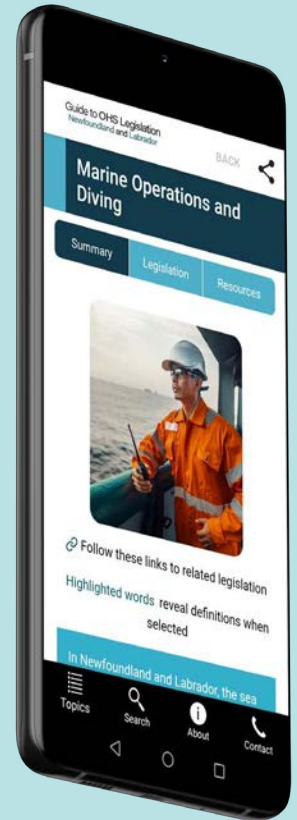 Guide to OHS Legislation
Newfoundland and Labrador
BACK
Marine Operations and
Diving
Summary
Legislation
Resources
Follow these links to related legislation
Highlighted words reveal definitions when
selected
In Newfoundland and Labrador, the sea
Topics
Search
About
Contact